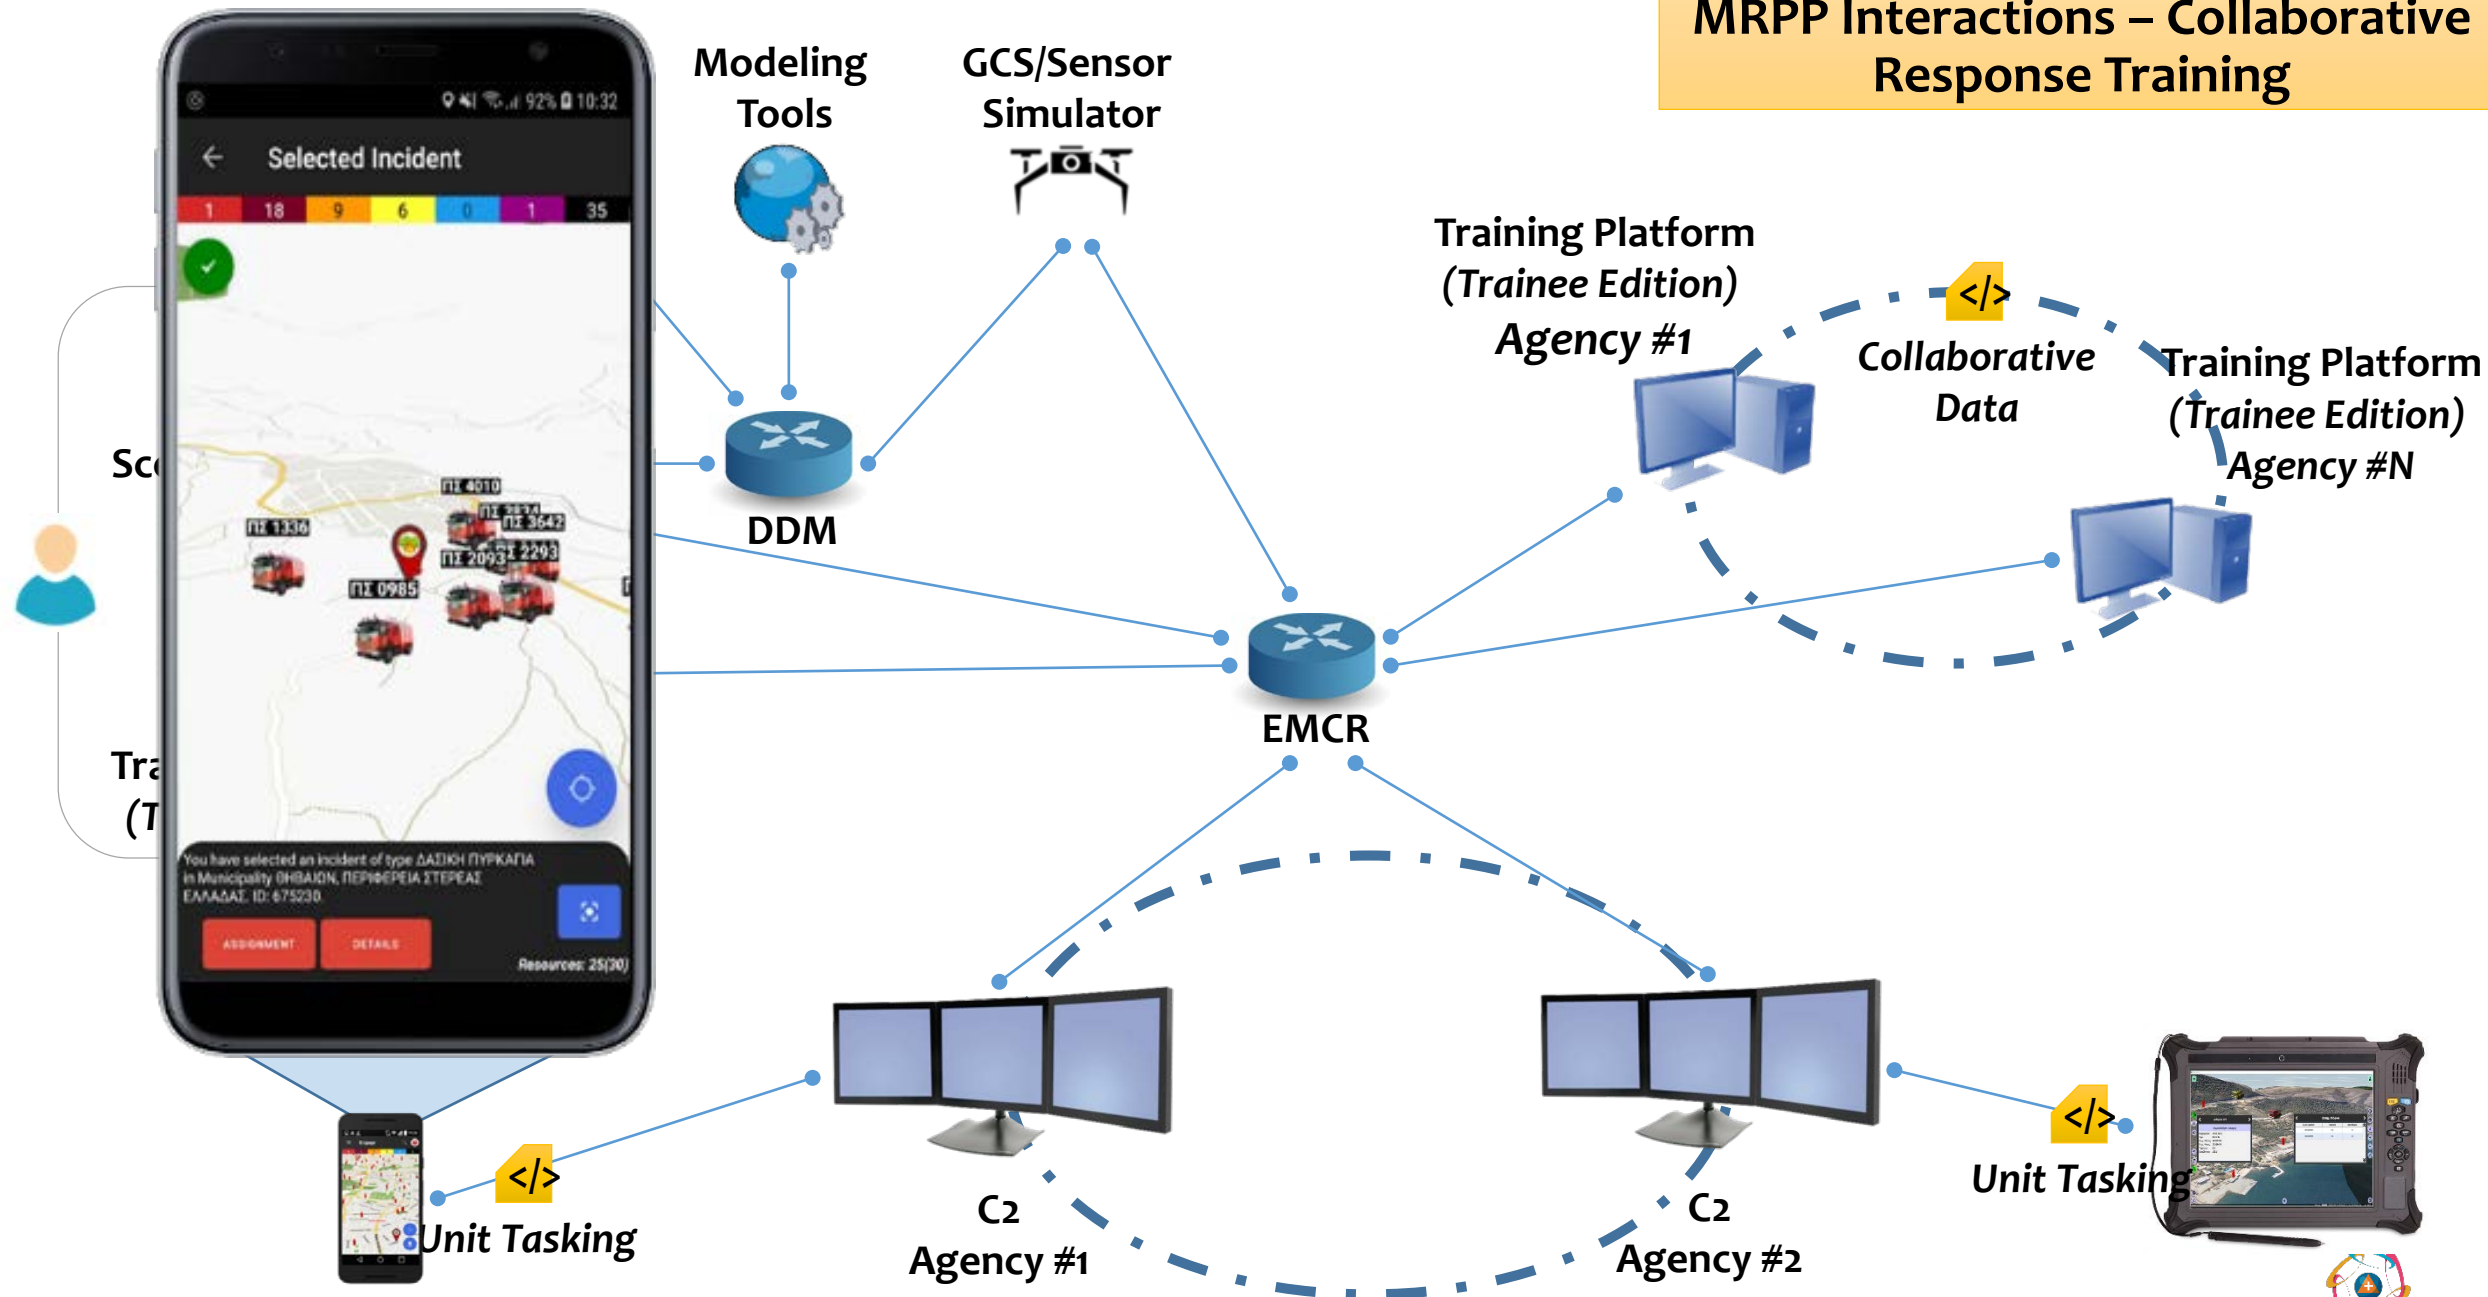 MRPP Interactions – Collaborative
Response Training
Modeling
Tools
GCS/Sensor
Simulator
92% 10:32
Selected Incident
1 18 9 6 0 1 35
Training Platform
(Trainee Edition)
Agency #1
</>
Collaborative
Data
Training Platform
(Trainee Edition)
Agency #N
DDM
ΠΣ 4010
ΠΣ 3642
ΠΣ 1336
ΠΣ 2093
2293
ΠΣ 0985
EMCR
You have selected an incident of type ΔΑΣΙΚΗ ΠΥΡΚΑΓΙΑ
in Municipality ΘΗΒΑΙΩΝ, ΠΕΡΙΦΕΡΕΙΑ ΣΤΕΡΕΑΣ
ΕΛΛΑΔΑΣ. ID: 675230.
ASSIGNMENT
DETAILS
Resources: 25(30)
</>
Unit Tasking
C2
Agency #1
C2
Agency #2
</>
Unit Tasking